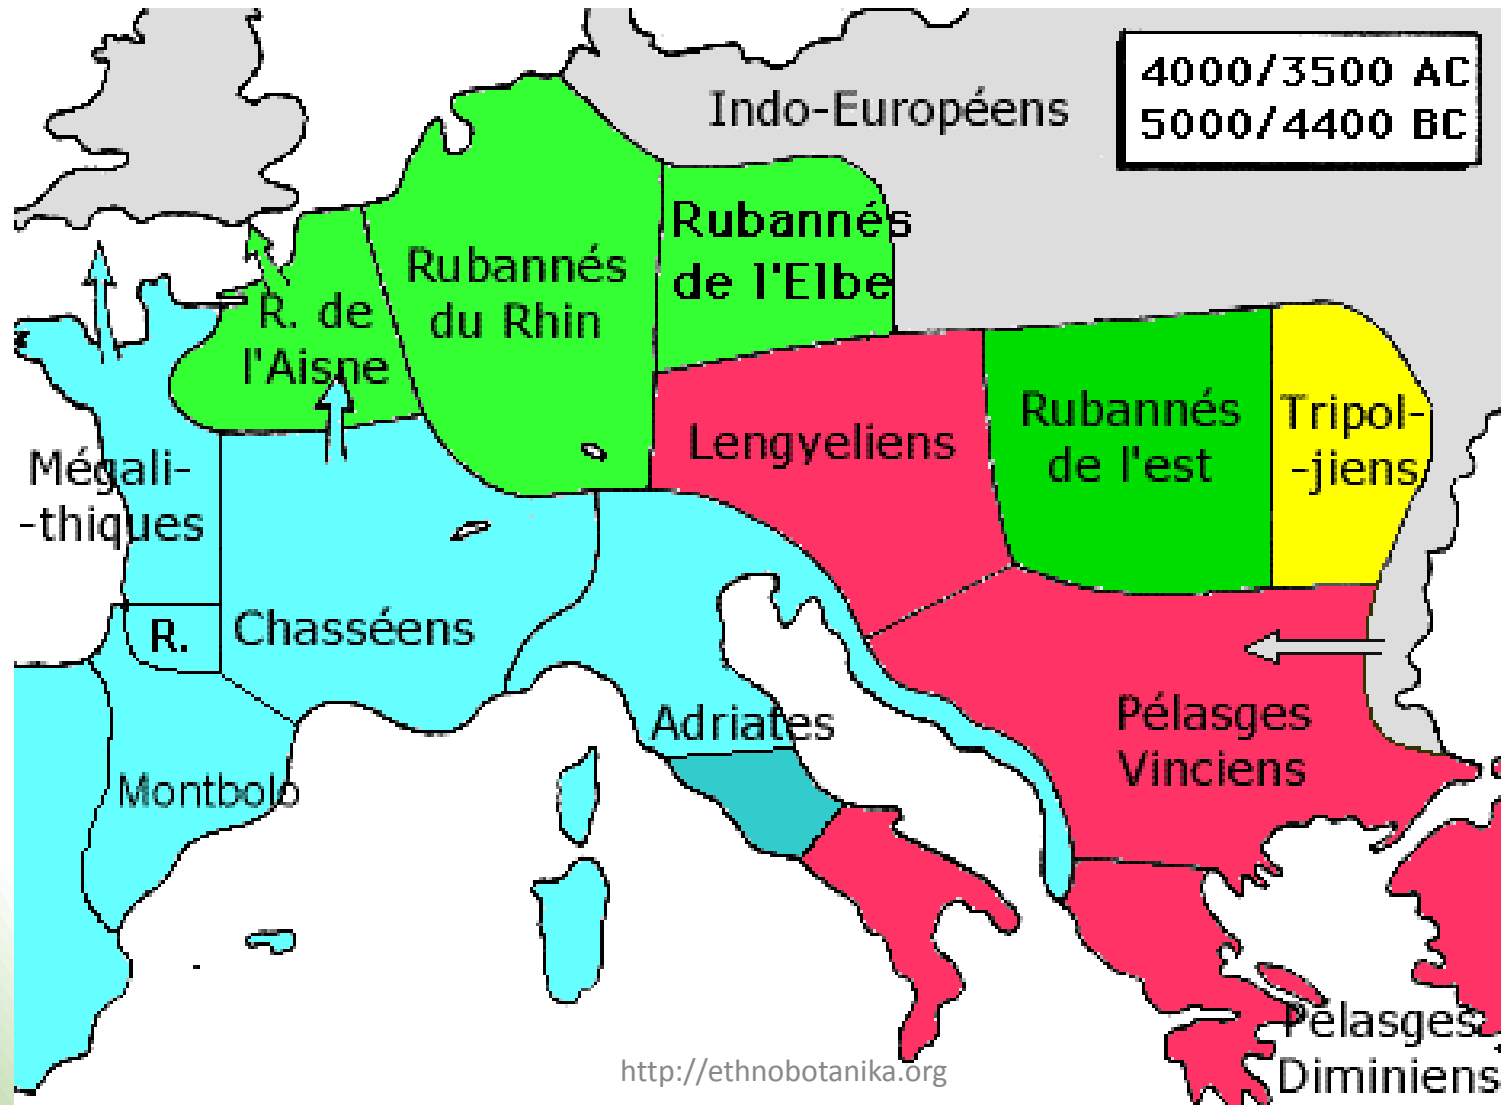 4000/3500 AC
5000/4400 BC
Indo-Européens
Rubannés
de l'Elbe
Rubannés
du Rhin
R. de
l'Aisne
Lengyeliens
Rubannés
de l'est
Tripol-
-jiens
Mégali-
-thiques
R.
Chasséens
Adriates
Pélasges
Vinciens
Montbolo
Pélasges
Diminiens
http://ethnobotanika.org